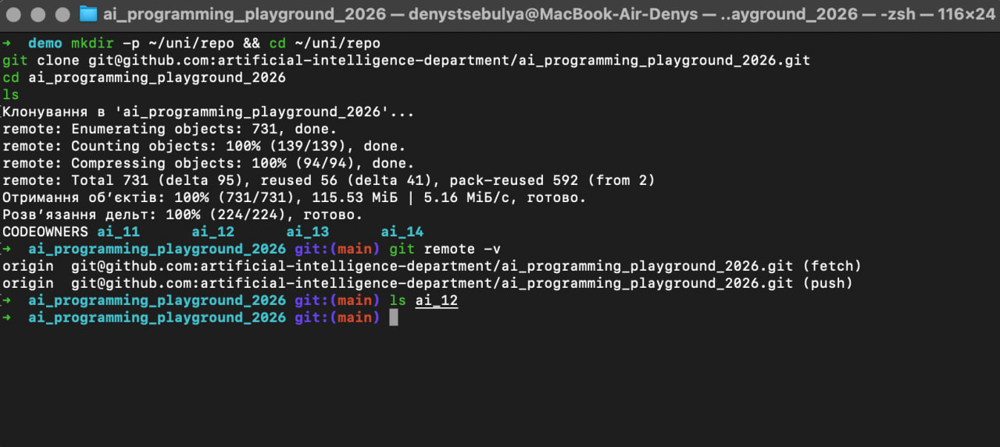 ai_programming_playground_2026 — denystsebulya@MacBook-Air-Denys — ..ayground_2026 — -zsh — 116×24
→ demo mkdir -p ~/uni/repo && cd ~/uni/repo
git clone git@github.com:artificial-intelligence-department/ai_programming_playground_2026.git
cd ai_programming_playground_2026
ls
Клонування в 'ai_programming_playground_2026'...
remote: Enumerating objects: 731, done.
remote: Counting objects: 100% (139/139), done.
remote: Compressing objects: 100% (94/94), done.
remote: Total 731 (delta 95), reused 56 (delta 41), pack-reused 592 (from 2)
Отримання об’єктів: 100% (731/731), 115.53 МіБ | 5.16 МіБ/с, готово.
Розв’язання дельт: 100% (224/224), готово.
CODEOWNERS ai_11 ai_12 ai_13 ai_14
→ ai_programming_playground_2026 git:(main) git remote -v
origin git@github.com:artificial-intelligence-department/ai_programming_playground_2026.git (fetch)
origin git@github.com:artificial-intelligence-department/ai_programming_playground_2026.git (push)
→ ai_programming_playground_2026 git:(main) ls ai_12
→ ai_programming_playground_2026 git:(main)